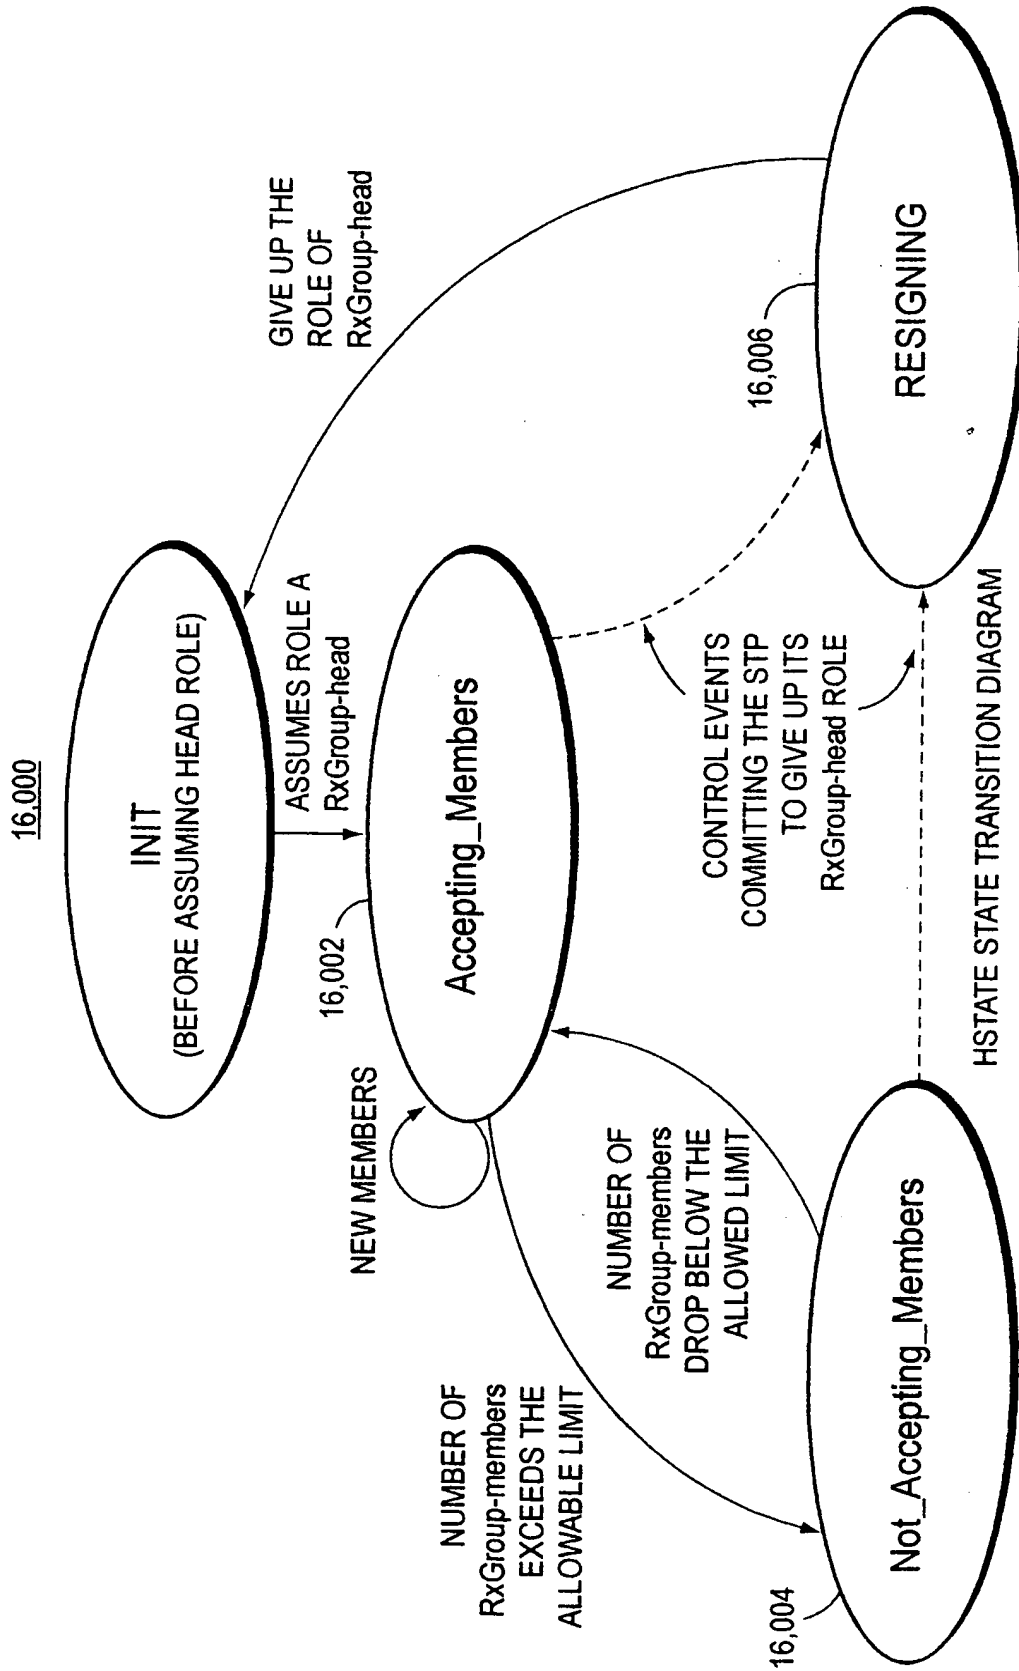 16,000
INIT
(BEFORE ASSUMING HEAD ROLE)
ASSUMES ROLE A
RxGroup-head
GIVE UP THE
ROLE OF
RxGroup-head
16,002
Accepting_Members
NEW MEMBERS
NUMBER OF
RxGroup-members
EXCEEDS THE
ALLOWABLE LIMIT
NUMBER OF
RxGroup-members
DROP BELOW THE
ALLOWED LIMIT
CONTROL EVENTS
COMMITTING THE STP
TO GIVE UP ITS
RxGroup-head ROLE
16,006
RESIGNING
16,004
Not_Accepting_Members
HSTATE STATE TRANSITION DIAGRAM